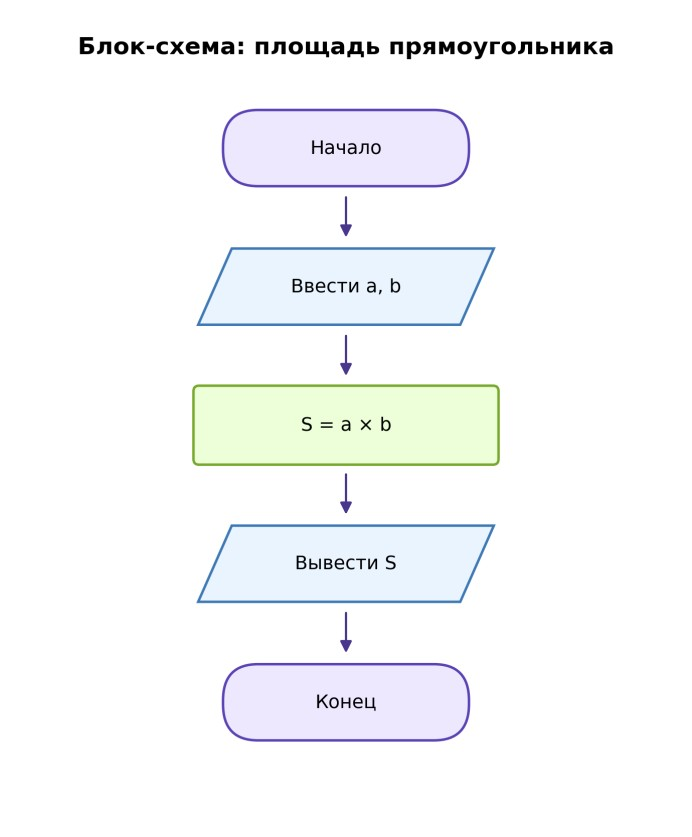 Блок-схема: площадь прямоугольника
Начало
Ввести a, b
S = a × b
Вывести S
Конец